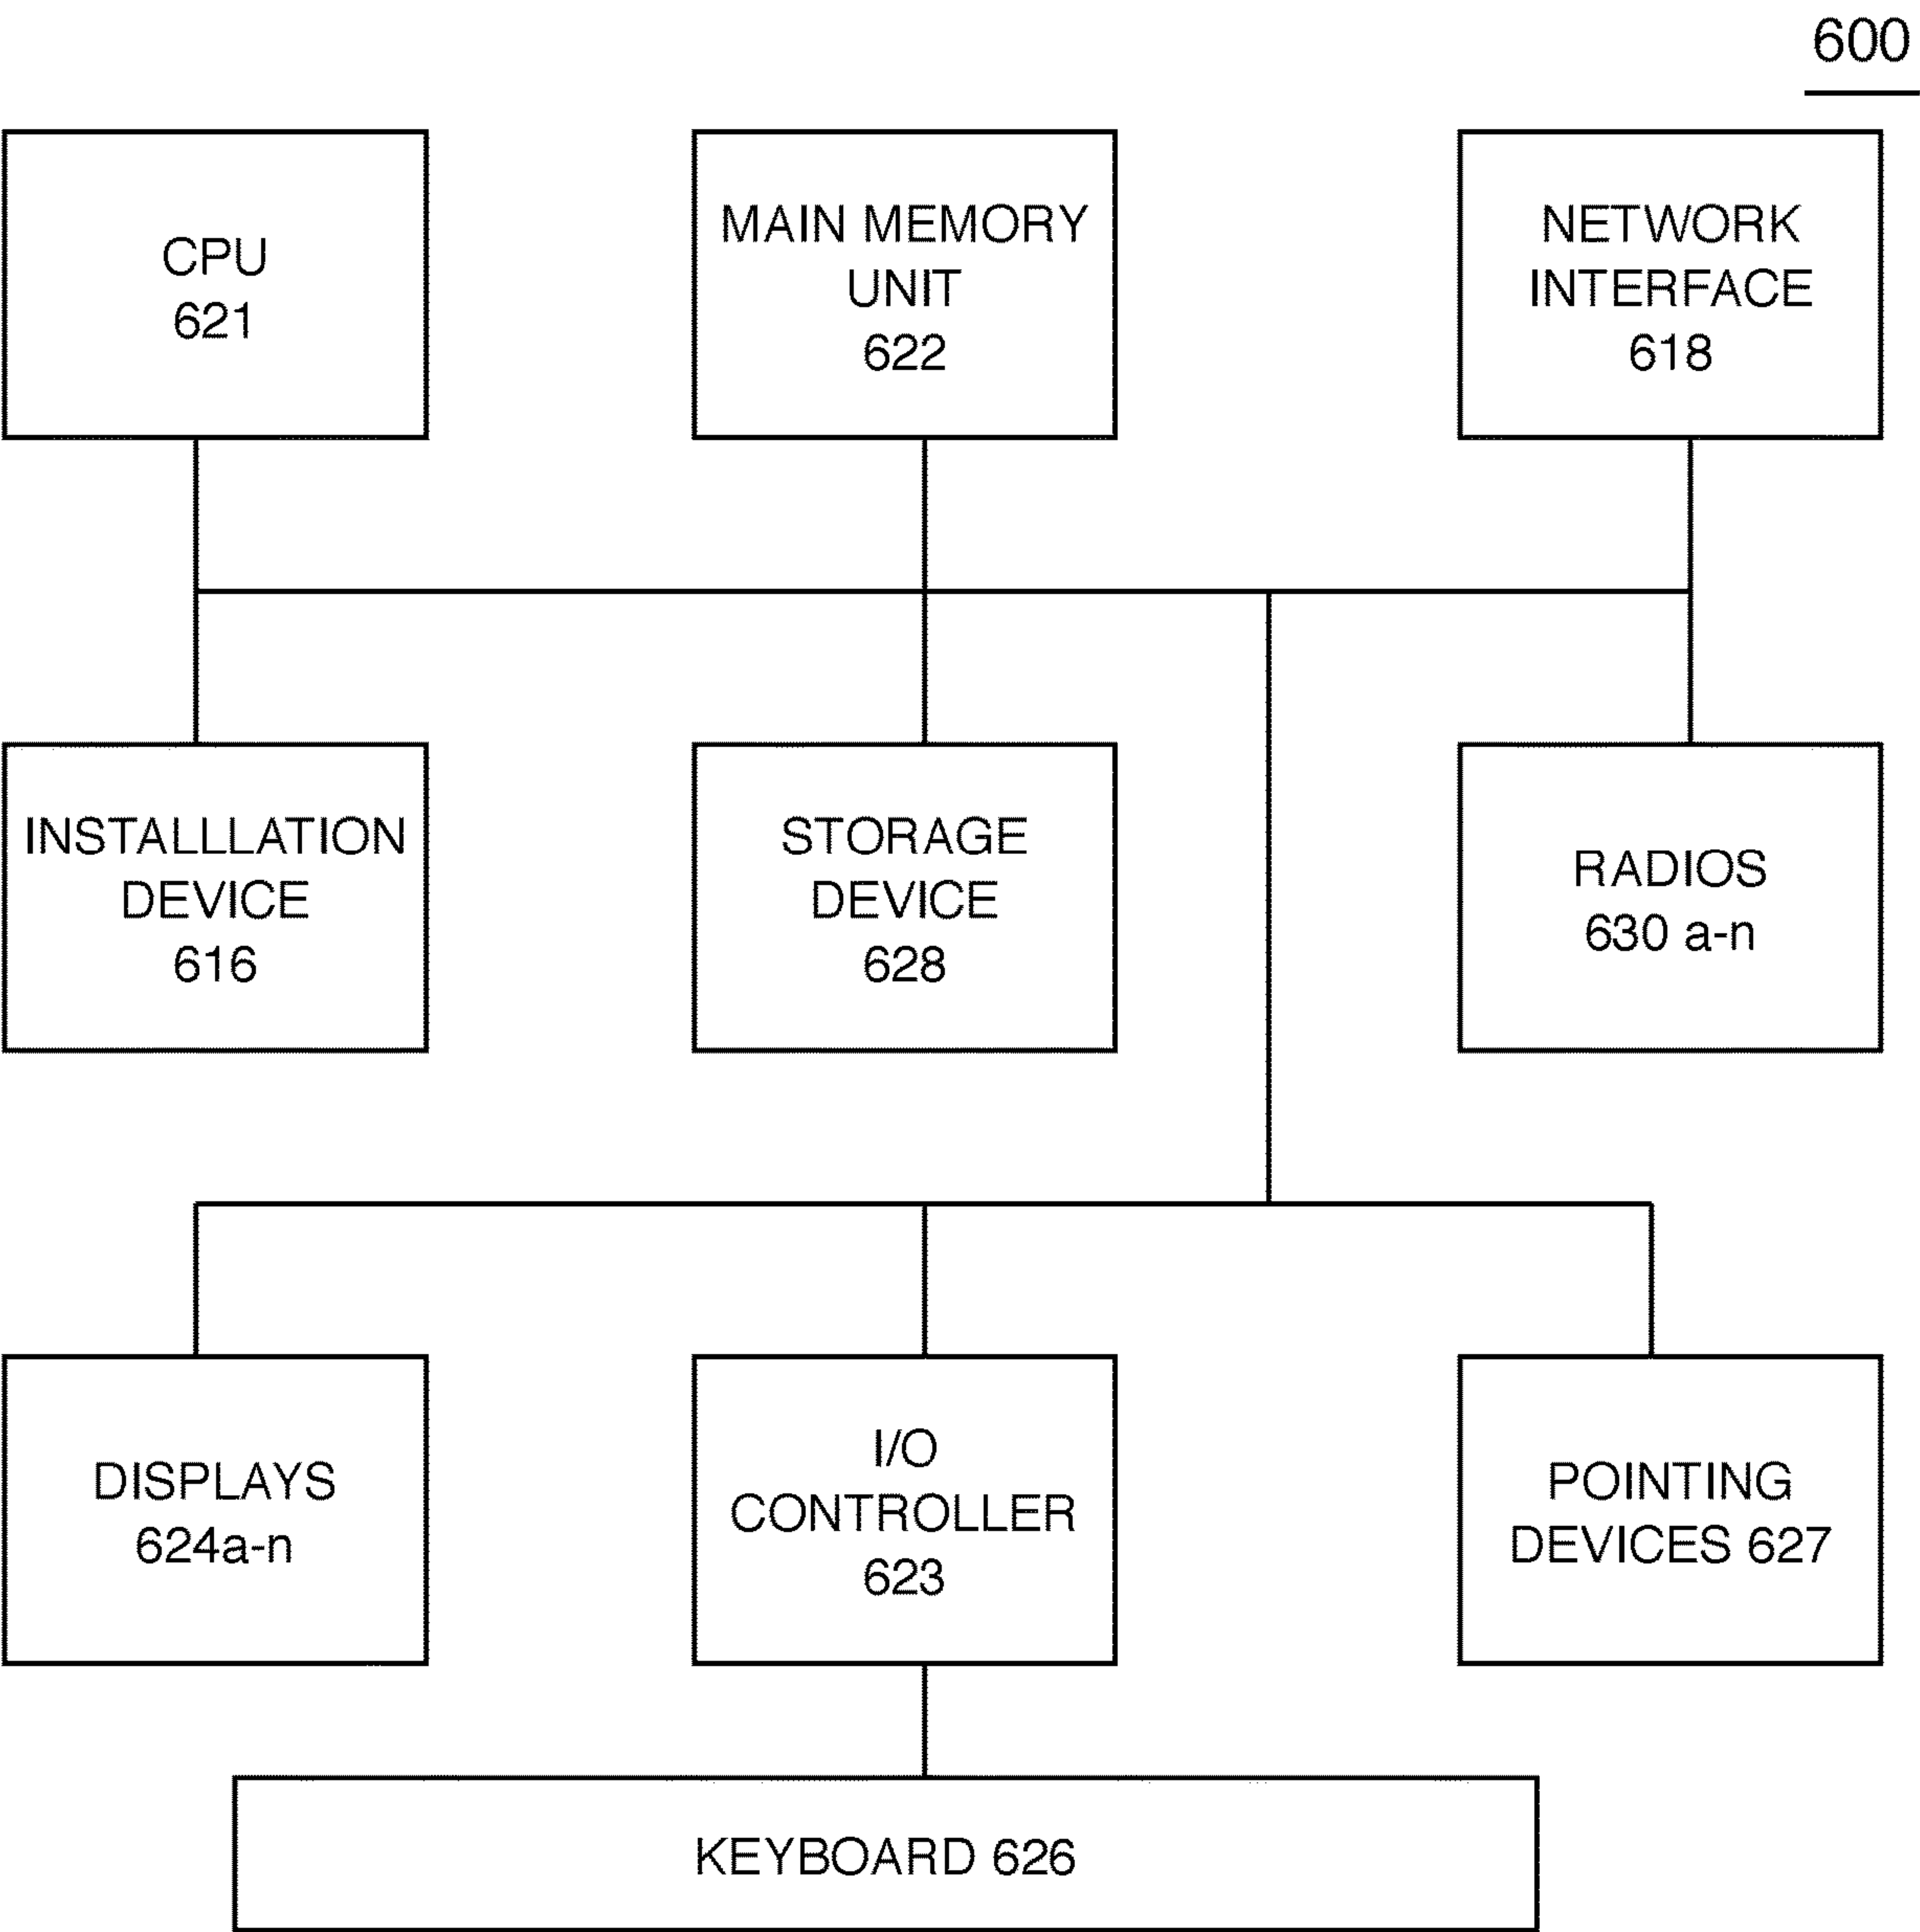 600
CPU
621
MAIN MEMORY
UNIT
622
NETWORK
INTERFACE
618
INSTALLLATION
DEVICE
616
STORAGE
DEVICE
628
RADIOS
630 a-n
DISPLAYS
624a-n
I/O
CONTROLLER
623
POINTING
DEVICES 627
KEYBOARD 626